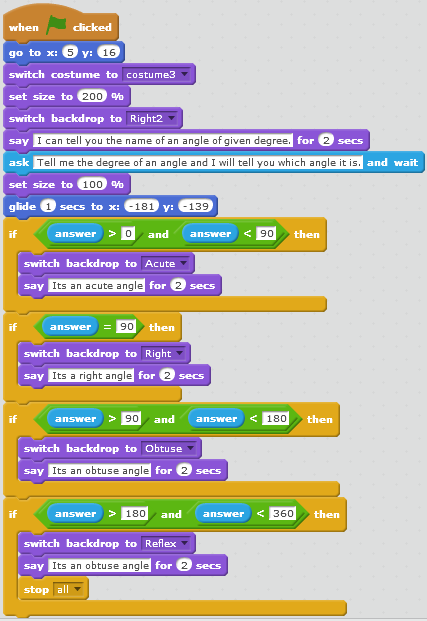 when clicked
go to x: 5 y: 16
switch costume to costume3
set size to 200 %
switch backdrop to Right2
say I can tell you the name of an angle of given degree. for 2 secs
ask Tell me the degree of an angle and I will tell you which angle it is. and wait
set size to 100 %
glide 1 secs to x: -181 y: -139
if answer > 0 and answer < 90 then
switch backdrop to Acute
say Its an acute angle for 2 secs
if answer = 90 then
switch backdrop to Right
say Its a right angle for 2 secs
if answer > 90 and answer < 180 then
switch backdrop to Obtuse
say Its an obtuse angle for 2 secs
if answer > 180 and answer < 360 then
switch backdrop to Reflex
say Its an obtuse angle for 2 secs
stop all